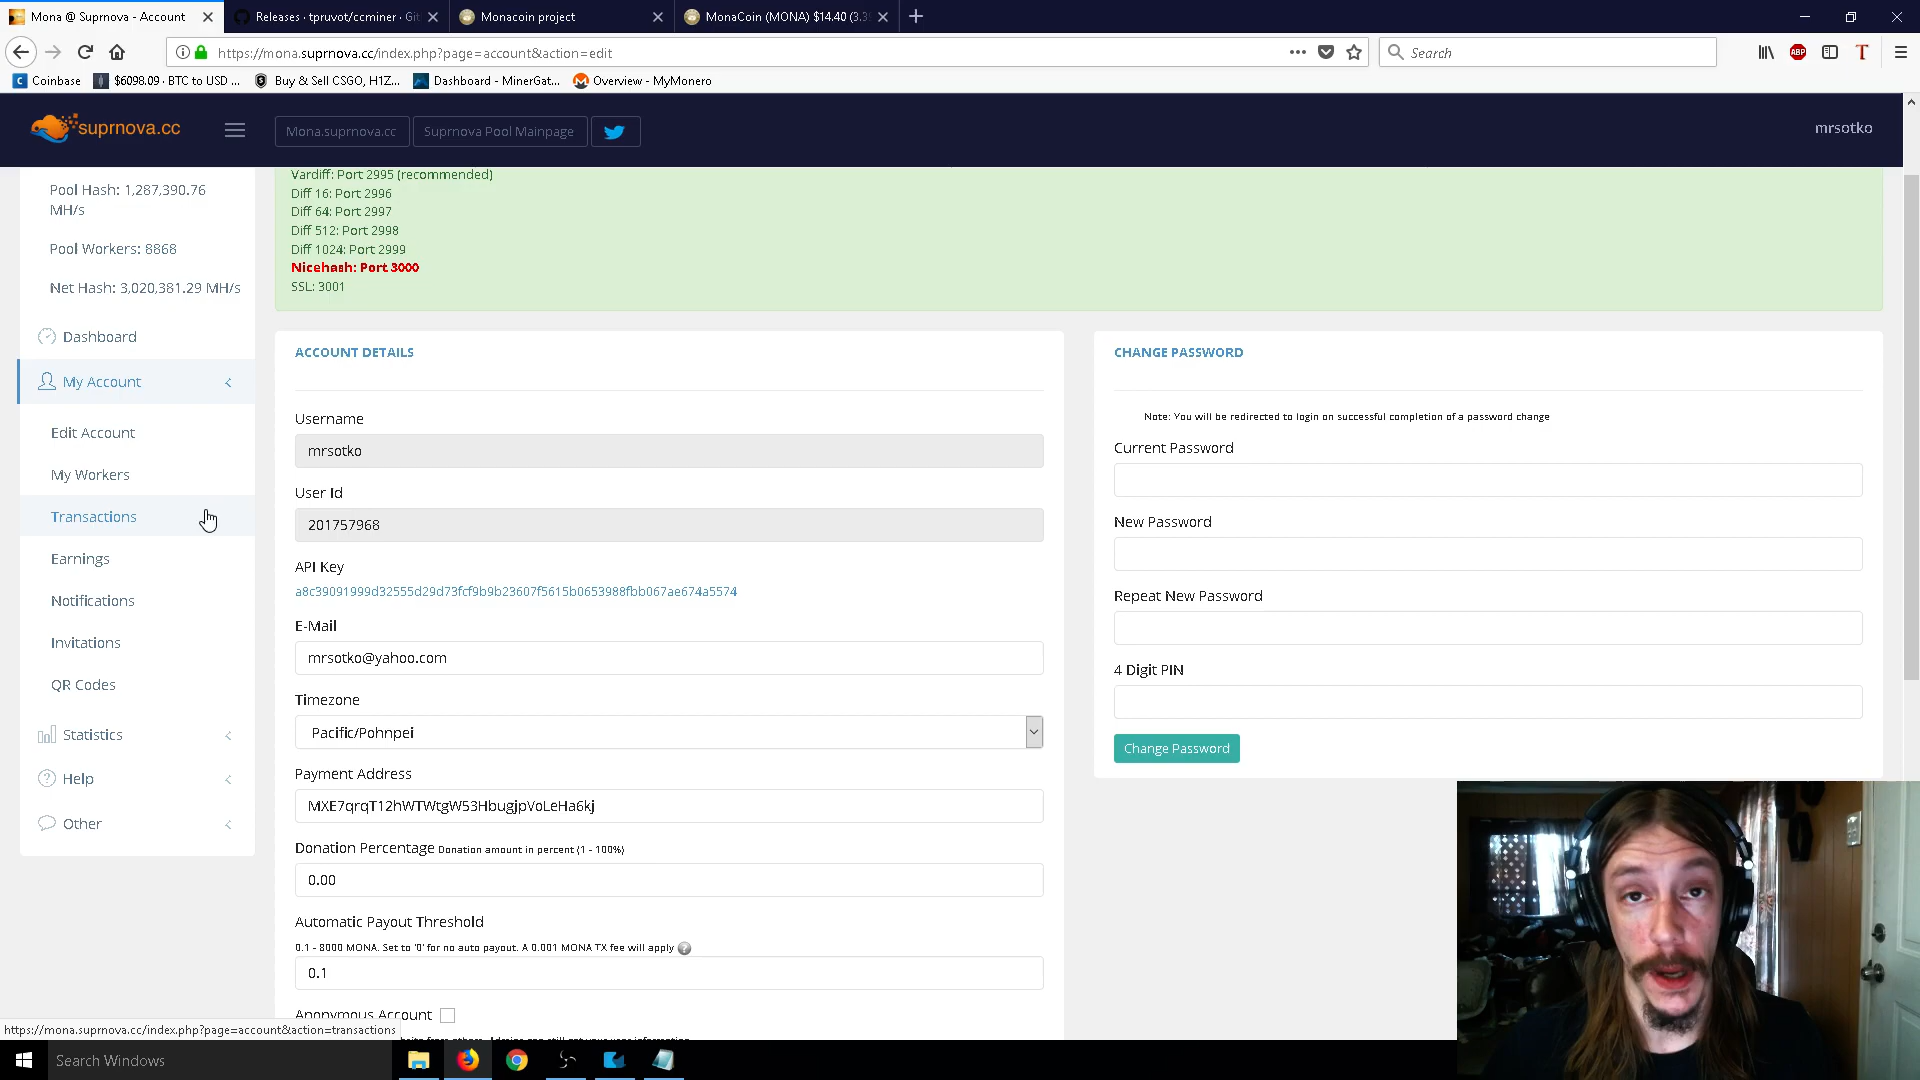 Mona @ Suprnova - Account
Releases · tpruvot/ccminer · Git
Monacoin project
MonaCoin (MONA) $14.40 (3.3
https://mona.suprnova.cc/index.php?page=account&action=edit
Search
Coinbase
$6098.09 · BTC to USD ...
Buy & Sell CSGO, H1Z...
Dashboard - MinerGat...
Overview - MyMonero
suprnova.cc
Mona.suprnova.cc
Suprnova Pool Mainpage
mrsotko
Pool Hash: 1,287,390.76
MH/s
Pool Workers: 8868
Net Hash: 3,020,381.29 MH/s
Dashboard
My Account
Edit Account
My Workers
Transactions
Earnings
Notifications
Invitations
QR Codes
Statistics
Help
Other
Vardiff: Port 2995 (recommended)
Diff 16: Port 2996
Diff 64: Port 2997
Diff 512: Port 2998
Diff 1024: Port 2999
Nicehash: Port 3000
SSL: 3001
ACCOUNT DETAILS
Username
mrsotko
User Id
201757968
API Key
a8c39091999d32555d29d73fcf9b9b23607f5615b0653988fbb067ae674a5574
E-Mail
mrsotko@yahoo.com
Timezone
Pacific/Pohnpei
Payment Address
MXE7qrqT12hWTWtgW53HbugjpVoLeHa6kj
Donation Percentage Donation amount in percent (1 - 100%)
0.00
Automatic Payout Threshold
0.1 - 8000 MONA. Set to '0' for no auto payout. A 0.001 MONA TX fee will apply
0.1
Anonymous Account
CHANGE PASSWORD
Note: You will be redirected to login on successful completion of a password change
Current Password
New Password
Repeat New Password
4 Digit PIN
Change Password
https://mona.suprnova.cc/index.php?page=account&action=transactions
Search Windows